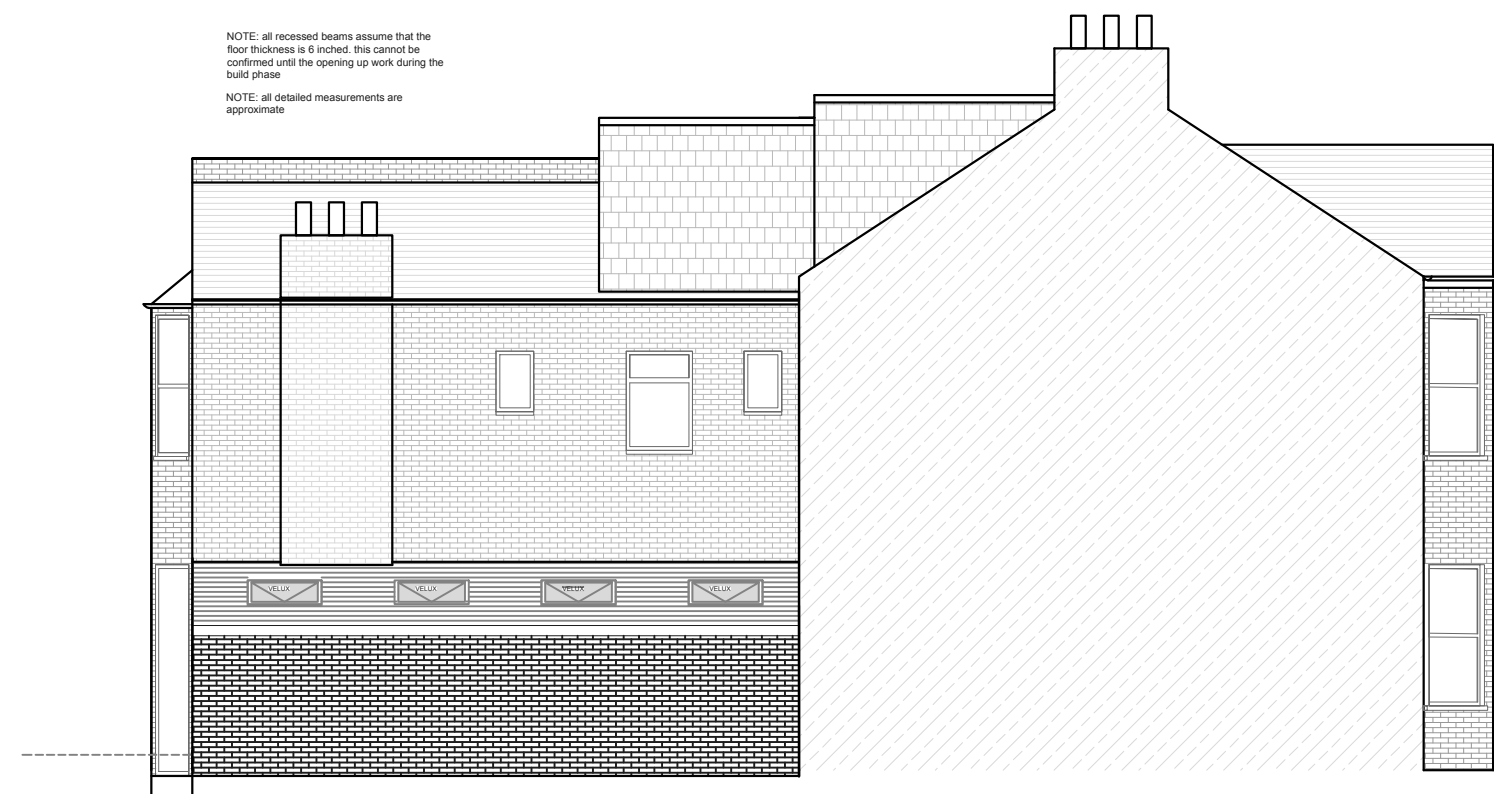 NOTE: all recessed beams assume that the
floor thickness is 6 inched. this cannot be
confirmed until the opening up work during the
build phase
NOTE: all detailed measurements are
approximate
VELUX
VELUX
VELUX
VELUX